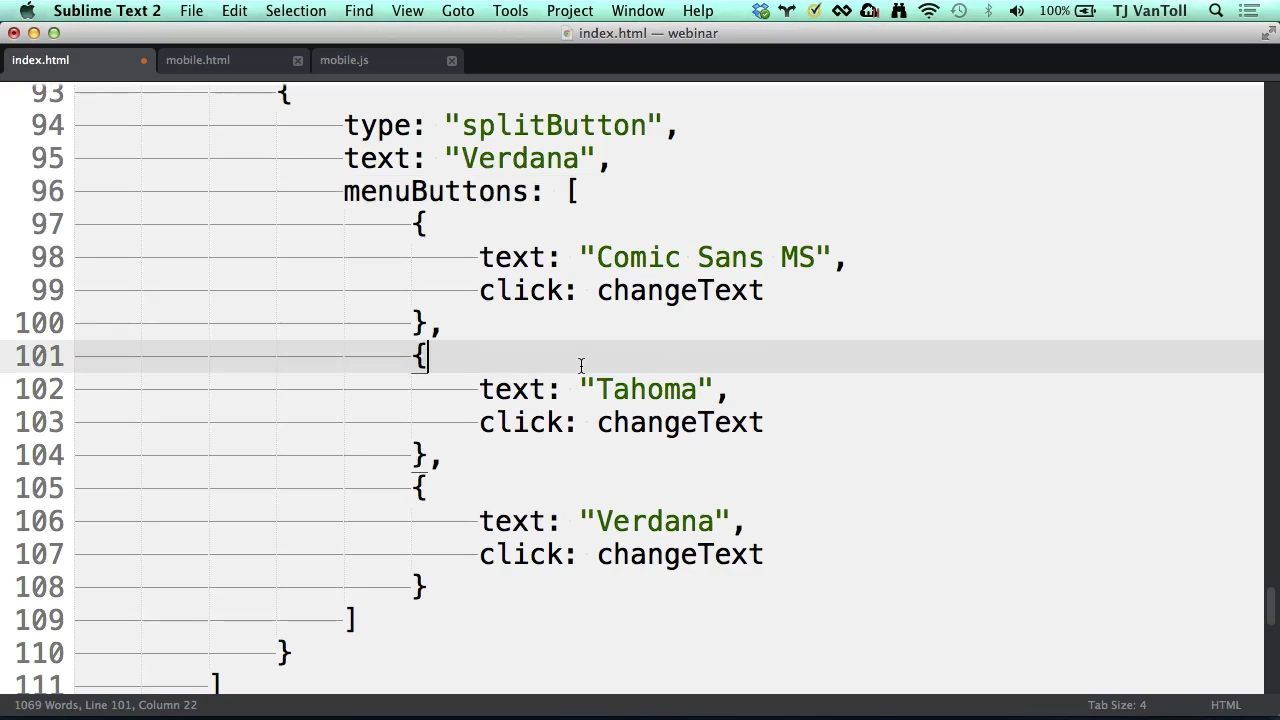 Sublime Text 2 File Edit Selection Find View Goto Tools Project Window Help 100% TJ VanToll
index.html — webinar
index.html mobile.html mobile.js
93 {
94 type: "splitButton",
95 text: "Verdana",
96 menuButtons: [
97 {
98 text: "Comic Sans MS",
99 click: changeText
100 },
101 {
102 text: "Tahoma",
103 click: changeText
104 },
105 {
106 text: "Verdana",
107 click: changeText
108 }
109 ]
110 }
111 ]
1069 Words, Line 101, Column 22 Tab Size: 4 HTML